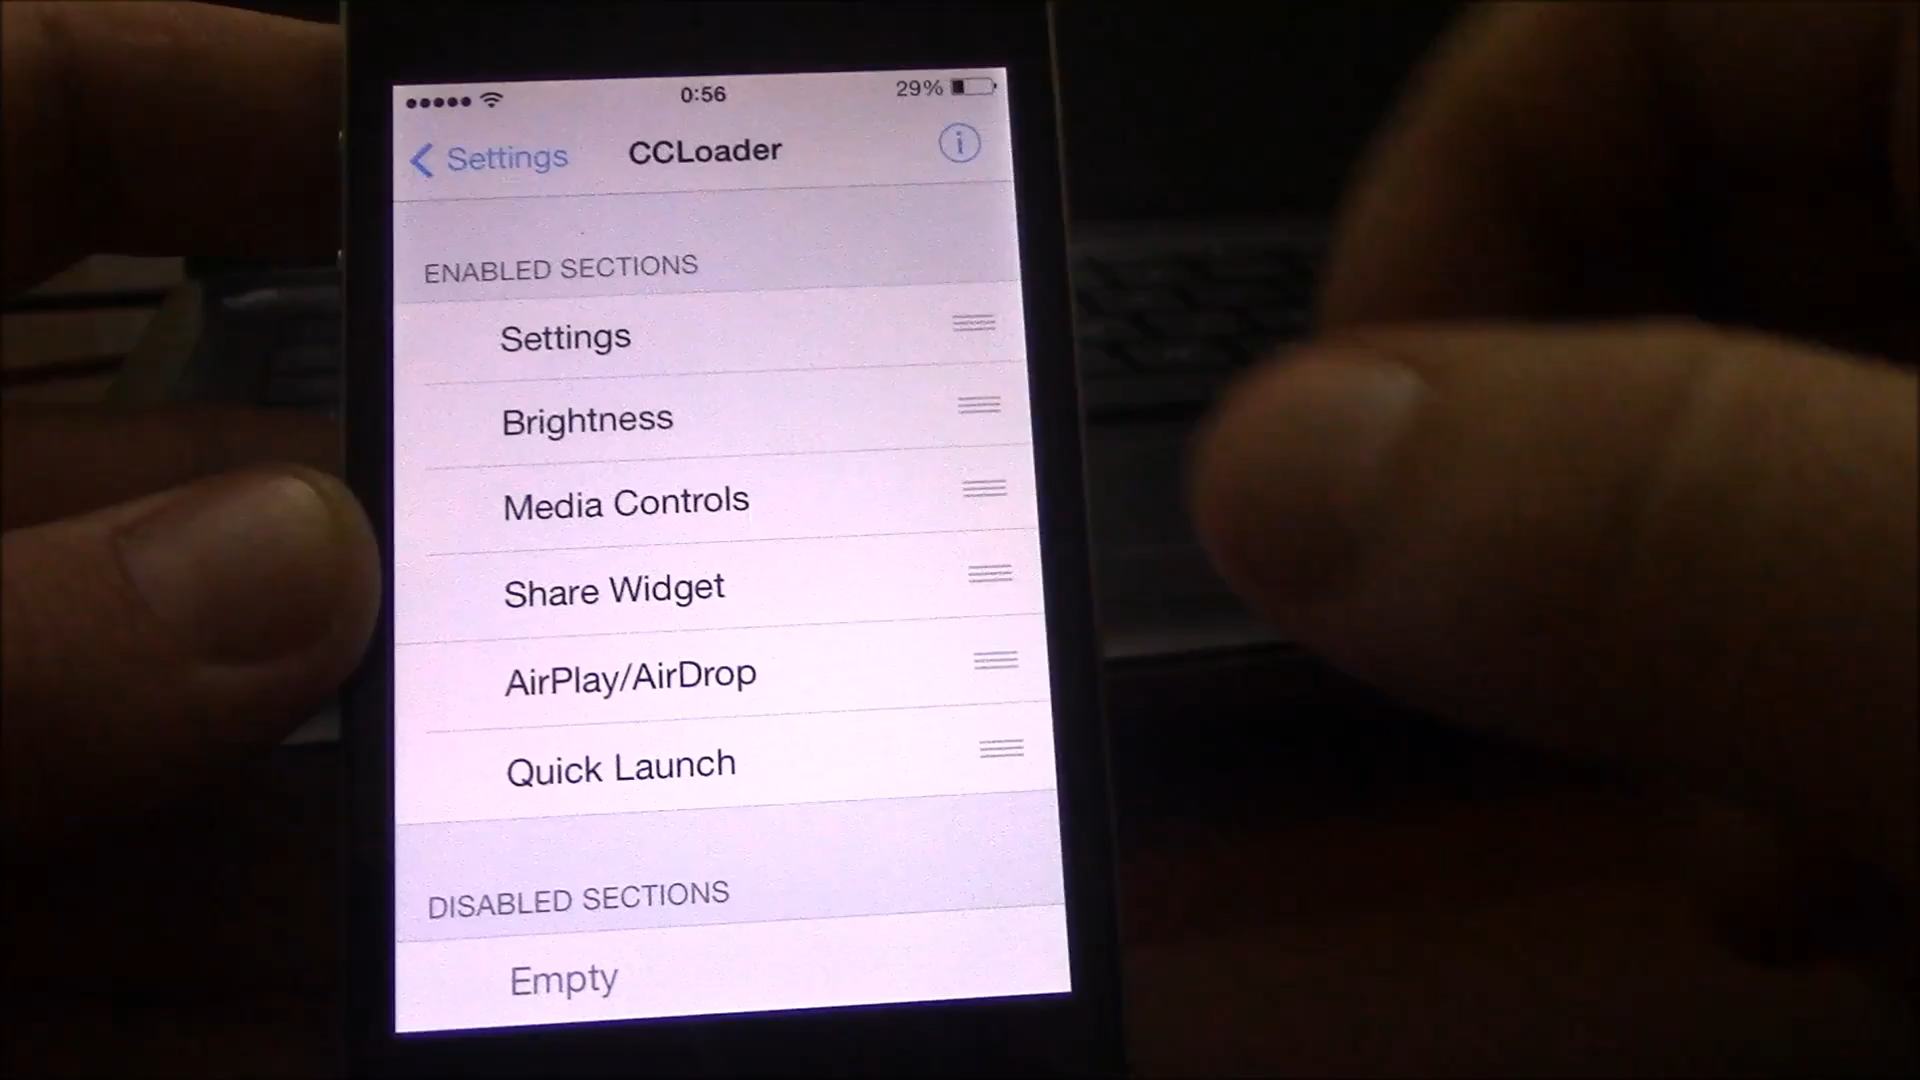 0:56
29%
Settings
CCLoader
ENABLED SECTIONS
Settings
Brightness
Media Controls
Share Widget
AirPlay/AirDrop
Quick Launch
DISABLED SECTIONS
Empty